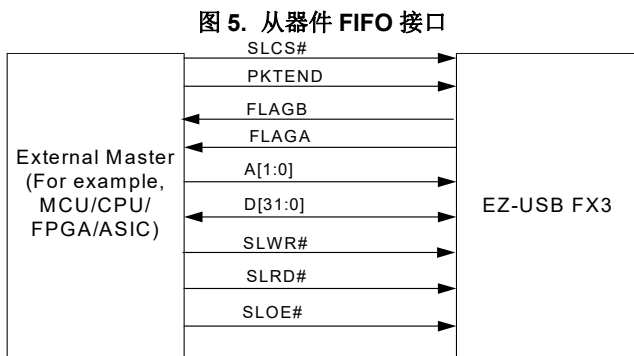 图 5. 从器件 FIFO 接口
SLCS#
PKTEND
FLAGB
FLAGA
A[1:0]
D[31:0]
SLWR#
SLRD#
SLOE#
External Master
(For example,
MCU/CPU/
FPGA/ASIC)
EZ-USB FX3